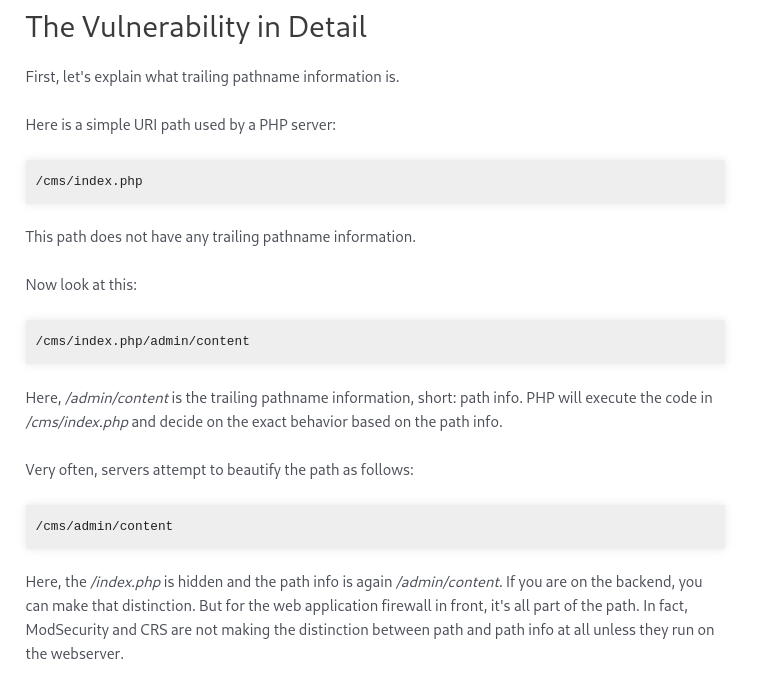 The Vulnerability in Detail
First, let's explain what trailing pathname information is.
Here is a simple URI path used by a PHP server:
/cms/index.php
This path does not have any trailing pathname information.
Now look at this:
/cms/index.php/admin/content
Here, /admin/content is the trailing pathname information, short: path info. PHP will execute the code in
/cms/index.php and decide on the exact behavior based on the path info.
Very often, servers attempt to beautify the path as follows:
/cms/admin/content
Here, the /index.php is hidden and the path info is again /admin/content. If you are on the backend, you
can make that distinction. But for the web application firewall in front, it's all part of the path. In fact,
ModSecurity and CRS are not making the distinction between path and path info at all unless they run on
the webserver.